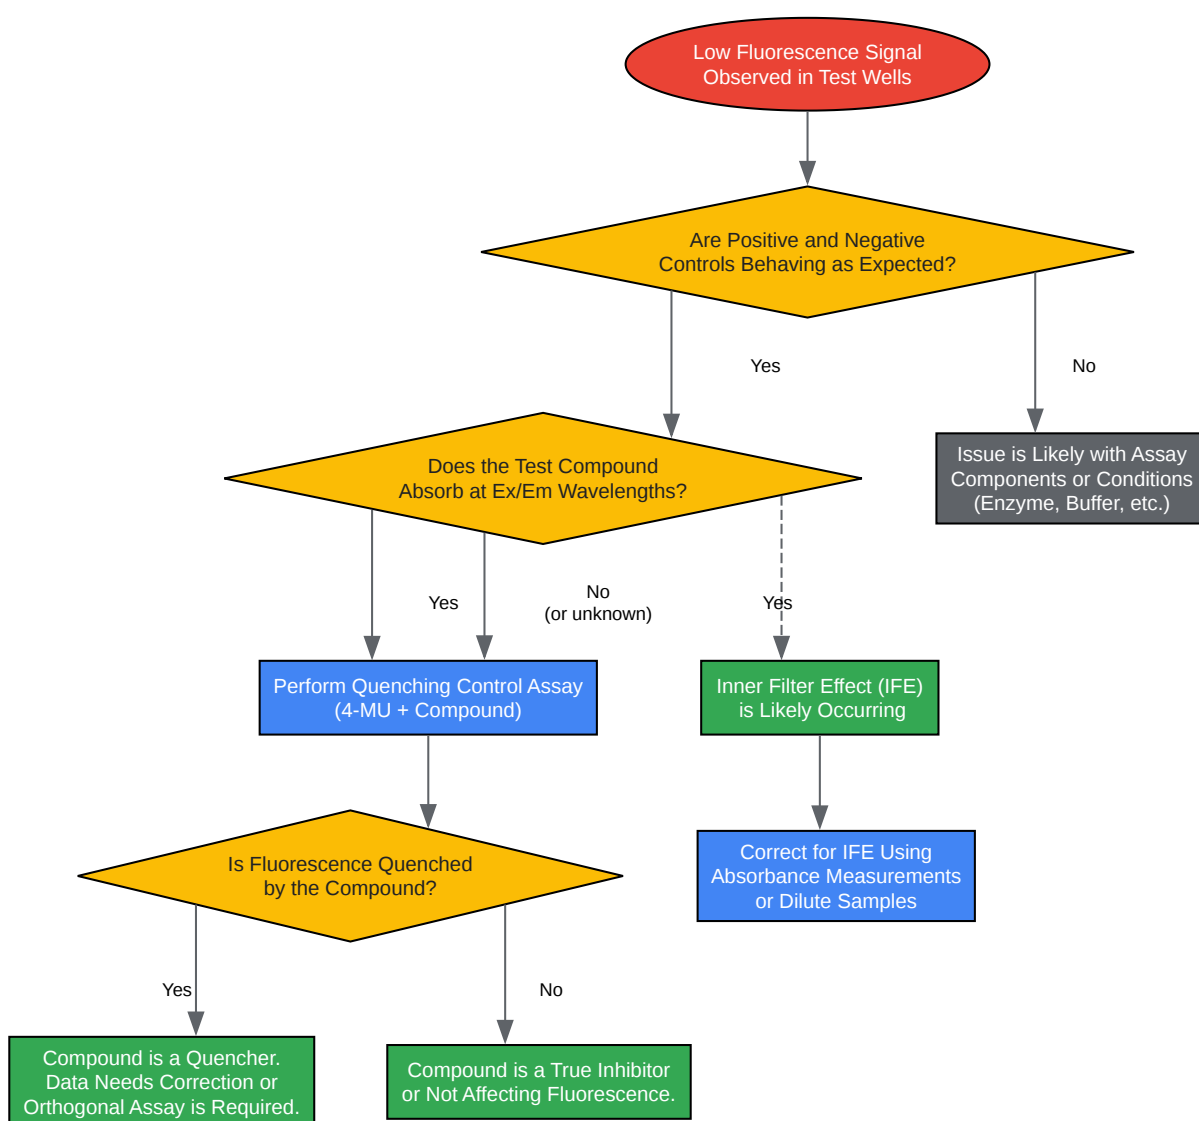 Low Fluorescence Signal
Observed in Test Wells
Are Positive and Negative
Controls Behaving as Expected?
Yes
No
Issue is Likely with Assay
Components or Conditions
(Enzyme, Buffer, etc.)
Does the Test Compound
Absorb at Ex/Em Wavelengths?
Yes
No
(or unknown)
Yes
Perform Quenching Control Assay
(4-MU + Compound)
Inner Filter Effect (IFE)
is Likely Occurring
Is Fluorescence Quenched
by the Compound?
Correct for IFE Using
Absorbance Measurements
or Dilute Samples
Yes
No
Compound is a Quencher.
Data Needs Correction or
Orthogonal Assay is Required.
Compound is a True Inhibitor
or Not Affecting Fluorescence.